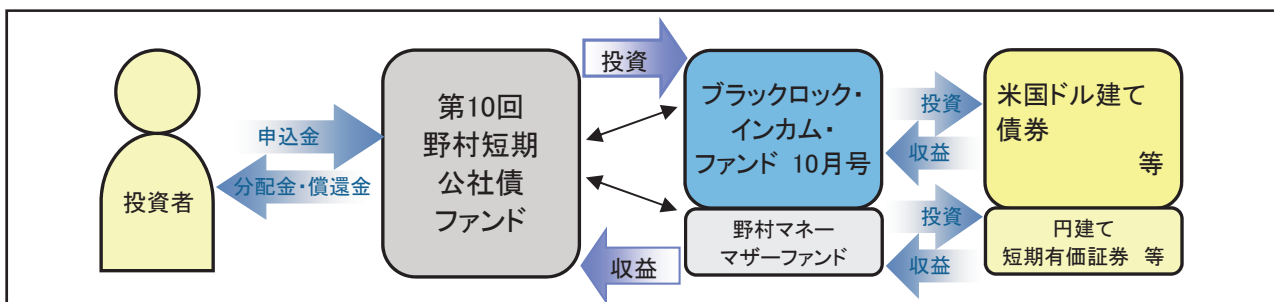 投資者
申込金
分配金・償還金
第10回
野村短期
公社債
ファンド
投資
収益
ブラックロック・
インカム・
ファンド 10月号
野村マネー
マザーファンド
投資
収益
投資
収益
米国ドル建て
債券
等
円建て
短期有価証券 等